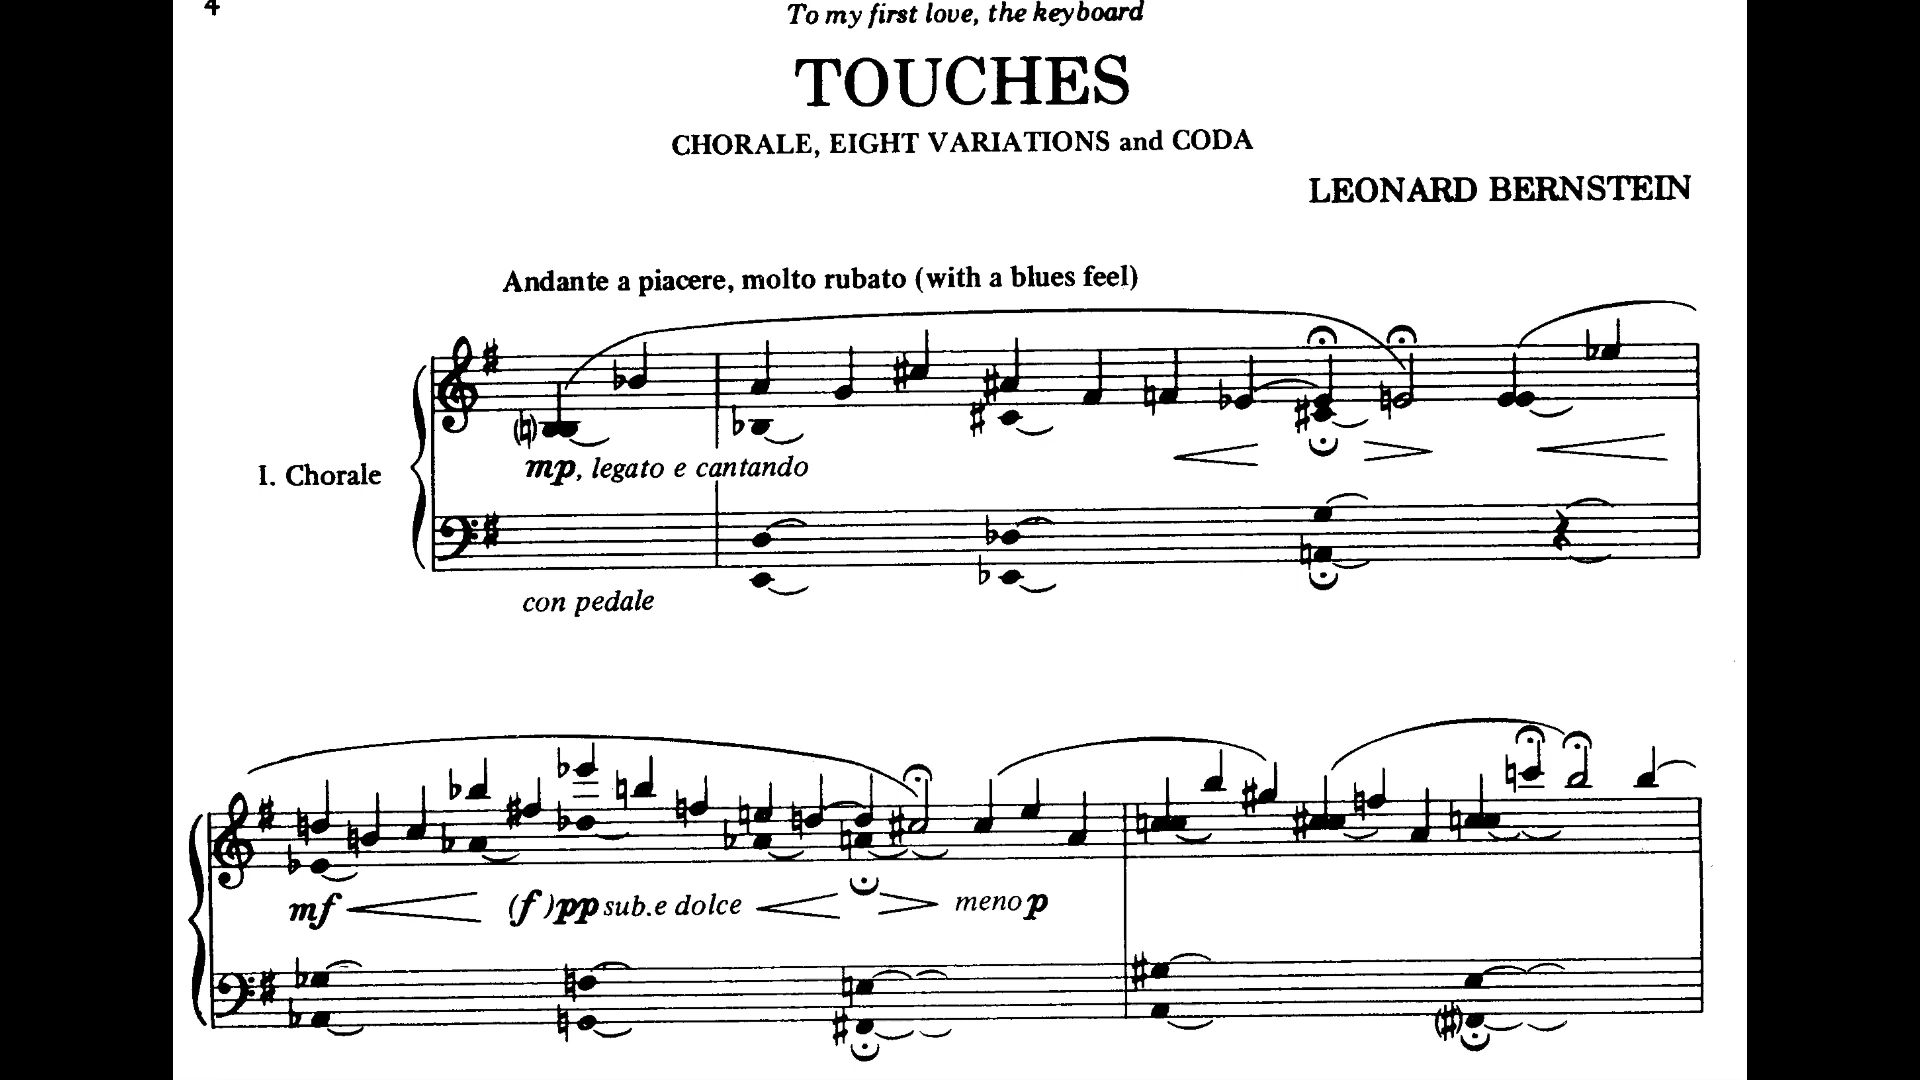 4
To my first love, the keyboard
TOUCHES
CHORALE, EIGHT VARIATIONS and CODA
LEONARD BERNSTEIN
Andante a piacere, molto rubato (with a blues feel)
mp, legato e cantando
I. Chorale
con pedale
mf (f) pp sub. e dolce meno p